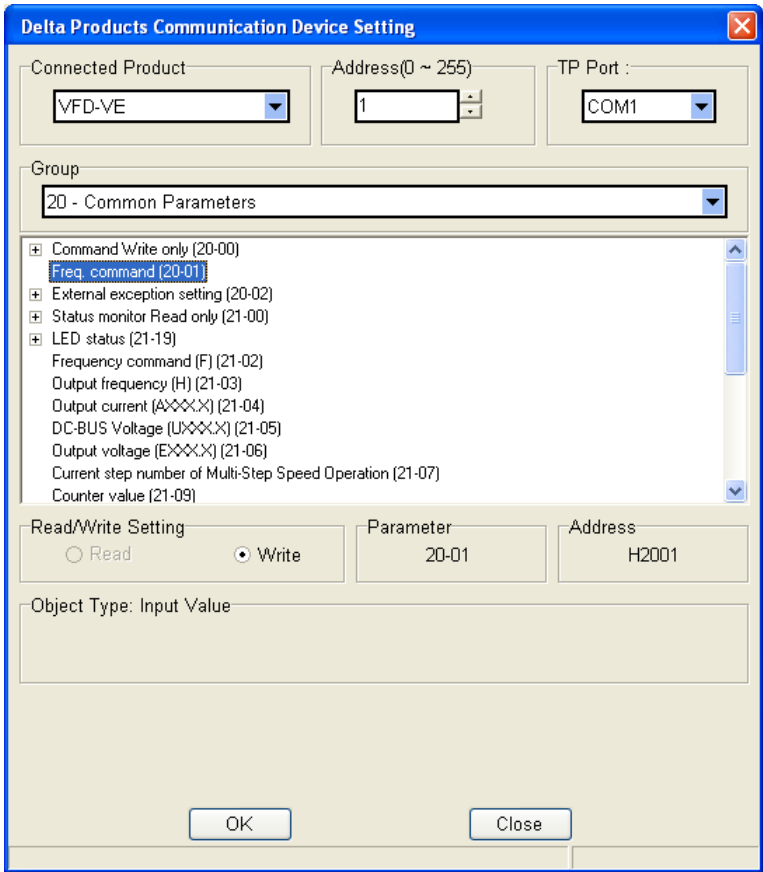 Delta Products Communication Device Setting
Connected Product
Address(0 ~ 255)
TP Port :
VFD-VE
1
COM1
Group
20 - Common Parameters
Command Write only (20-00)
Freq. command (20-01)
External exception setting (20-02)
Status monitor Read only (21-00)
LED status (21-19)
Frequency command (F) (21-02)
Output frequency (H) (21-03)
Output current (AXXX.X) (21-04)
DC-BUS Voltage (UXXX.X) (21-05)
Output voltage (EXXX.X) (21-06)
Current step number of Multi-Step Speed Operation (21-07)
Counter value (21-09)
Read/Write Setting
Parameter
Address
Read
Write
20-01
H2001
Object Type: Input Value
OK
Close